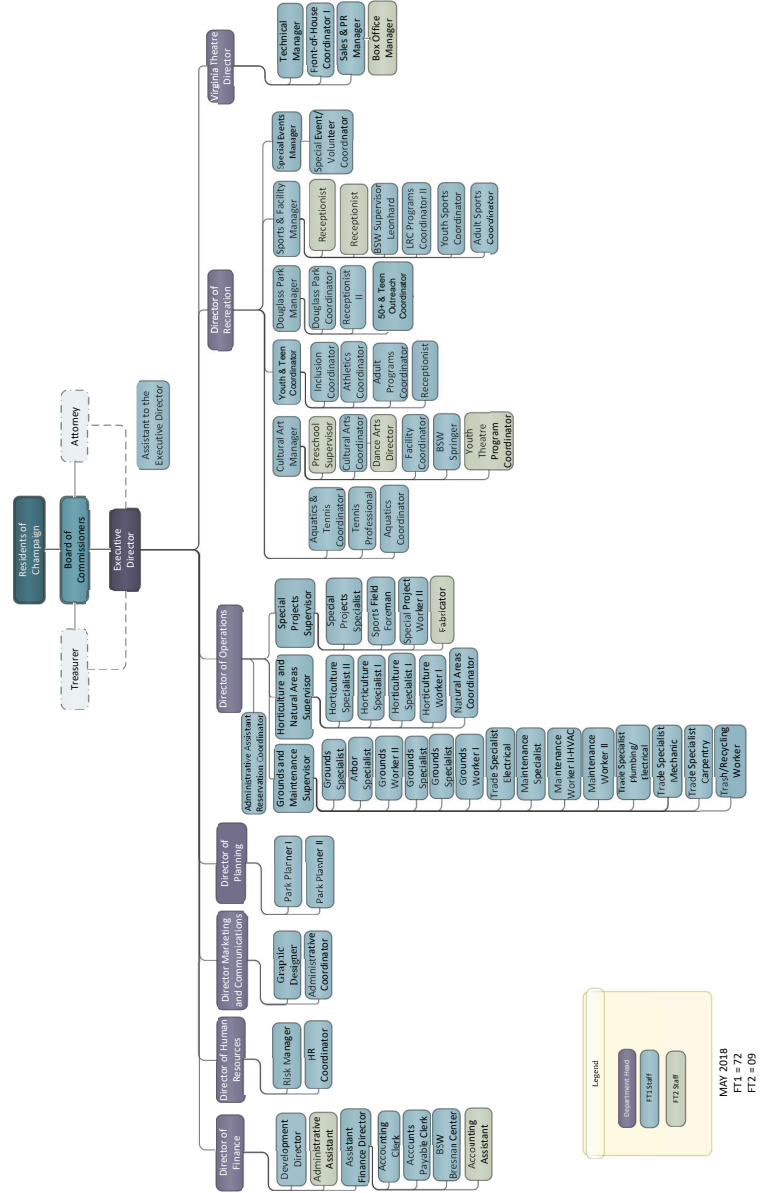 Residents of
Champaign
Treasurer
Board of
Commissioners
Attorney
Executive
Director
Assistant to the
Executive Director
Director of
Finance
Development
Director
Administrative
Assistant
Assistant
Finance Director
Accounting
Clerk
Accounts
Payable Clerk
BSW
Bresnan Center
Accounting
Assistant
Director of Human
Resources
Risk Manager
HR
Coordinator
Director Marketing
and Communications
Graphic
Designer
Administrative
Coordinator
Director of
Planning
Park Planner I
Park Planner II
Director of Operations
Administrative Assistant
Reservation Coordinator
Grounds and
Maintenance
Supervisor
Grounds
Specialist
Arbor
Specialist
Grounds
Worker II
Grounds
Specialist
Grounds
Specialist
Grounds
Worker I
Trade Specialist
Electrical
Maintenance
Specialist
Maintenance
Worker II-HVAC
Maintenance
Worker II
Trade Specialist
Plumbing/
Electrical
Trade Specialist
Mechanic
Trade Specialist
Carpentry
Trash/Recycling
Worker
Horticulture and
Natural Areas
Supervisor
Horticulture
Specialist II
Horticulture
Specialist I
Horticulture
Specialist I
Horticulture
Worker I
Natural Areas
Coordinator
Special
Projects
Supervisor
Special
Projects
Specialist
Sports Field
Foreman
Special Project
Worker II
Fabricator
Director of
Recreation
Aquatics &
Tennis
Coordinator I
Tennis
Professional
Aquatics
Coordinator
Cultural Art
Manager
Preschool
Supervisor
Cultural Arts
Coordinator
Dance Arts
Director
Facility
Coordinator
BSW
Springer
Youth
Theatre
Program
Coordinator
Youth & Teen
Coordinator
Inclusion
Coordinator
Athletics
Coordinator
Adult
Programs
Coordinator
Receptionist
Douglass Park
Manager
Douglass Park
Coordinator
Receptionist
II
50+ & Teen
Outreach
Coordinator
Sports & Facility
Manager
Receptionist
Receptionist
BSW Supervisor
Leonhard
LRC Programs
Coordinator II
Youth Sports
Coordinator
Adult Sports
Coordinator
Special Events
Manager
Special Event/
Volunteer
Coordinator
Virginia Theatre
Director
Technical
Manager
Front-of-House
Coordinator I
Sales & PR
Manager
Box Office
Manager
Legend
Department Head
FT1 Staff
FT2 Staff
MAY 2018
FT1 = 72
FT2 = 09